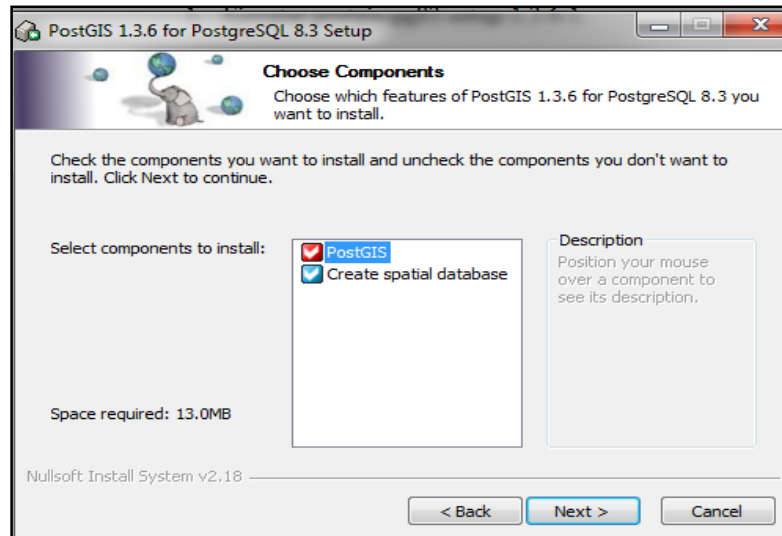 PostGIS 1.3.6 for PostgreSQL 8.3 Setup
Choose Components
Choose which features of PostGIS 1.3.6 for PostgreSQL 8.3 you
want to install.
Check the components you want to install and uncheck the components you don't want to
install. Click Next to continue.
Select components to install:
PostGIS
Create spatial database
Description
Position your mouse
over a component to
see its description.
Space required: 13.0MB
Nullsoft Install System v2.18
< Back
Next >
Cancel